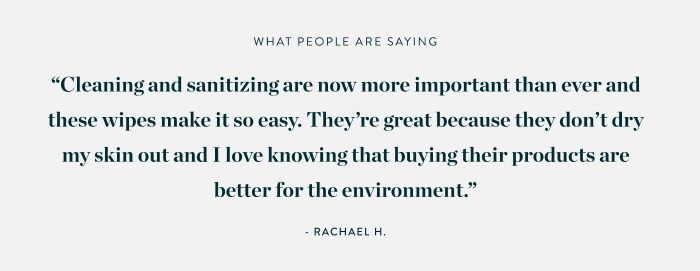 WHAT PEOPLE ARE SAYING
“Cleaning and sanitizing are now more important than ever and
these wipes make it so easy. They’re great because they don’t dry
my skin out and I love knowing that buying their products are
better for the environment.”
- RACHAEL H.